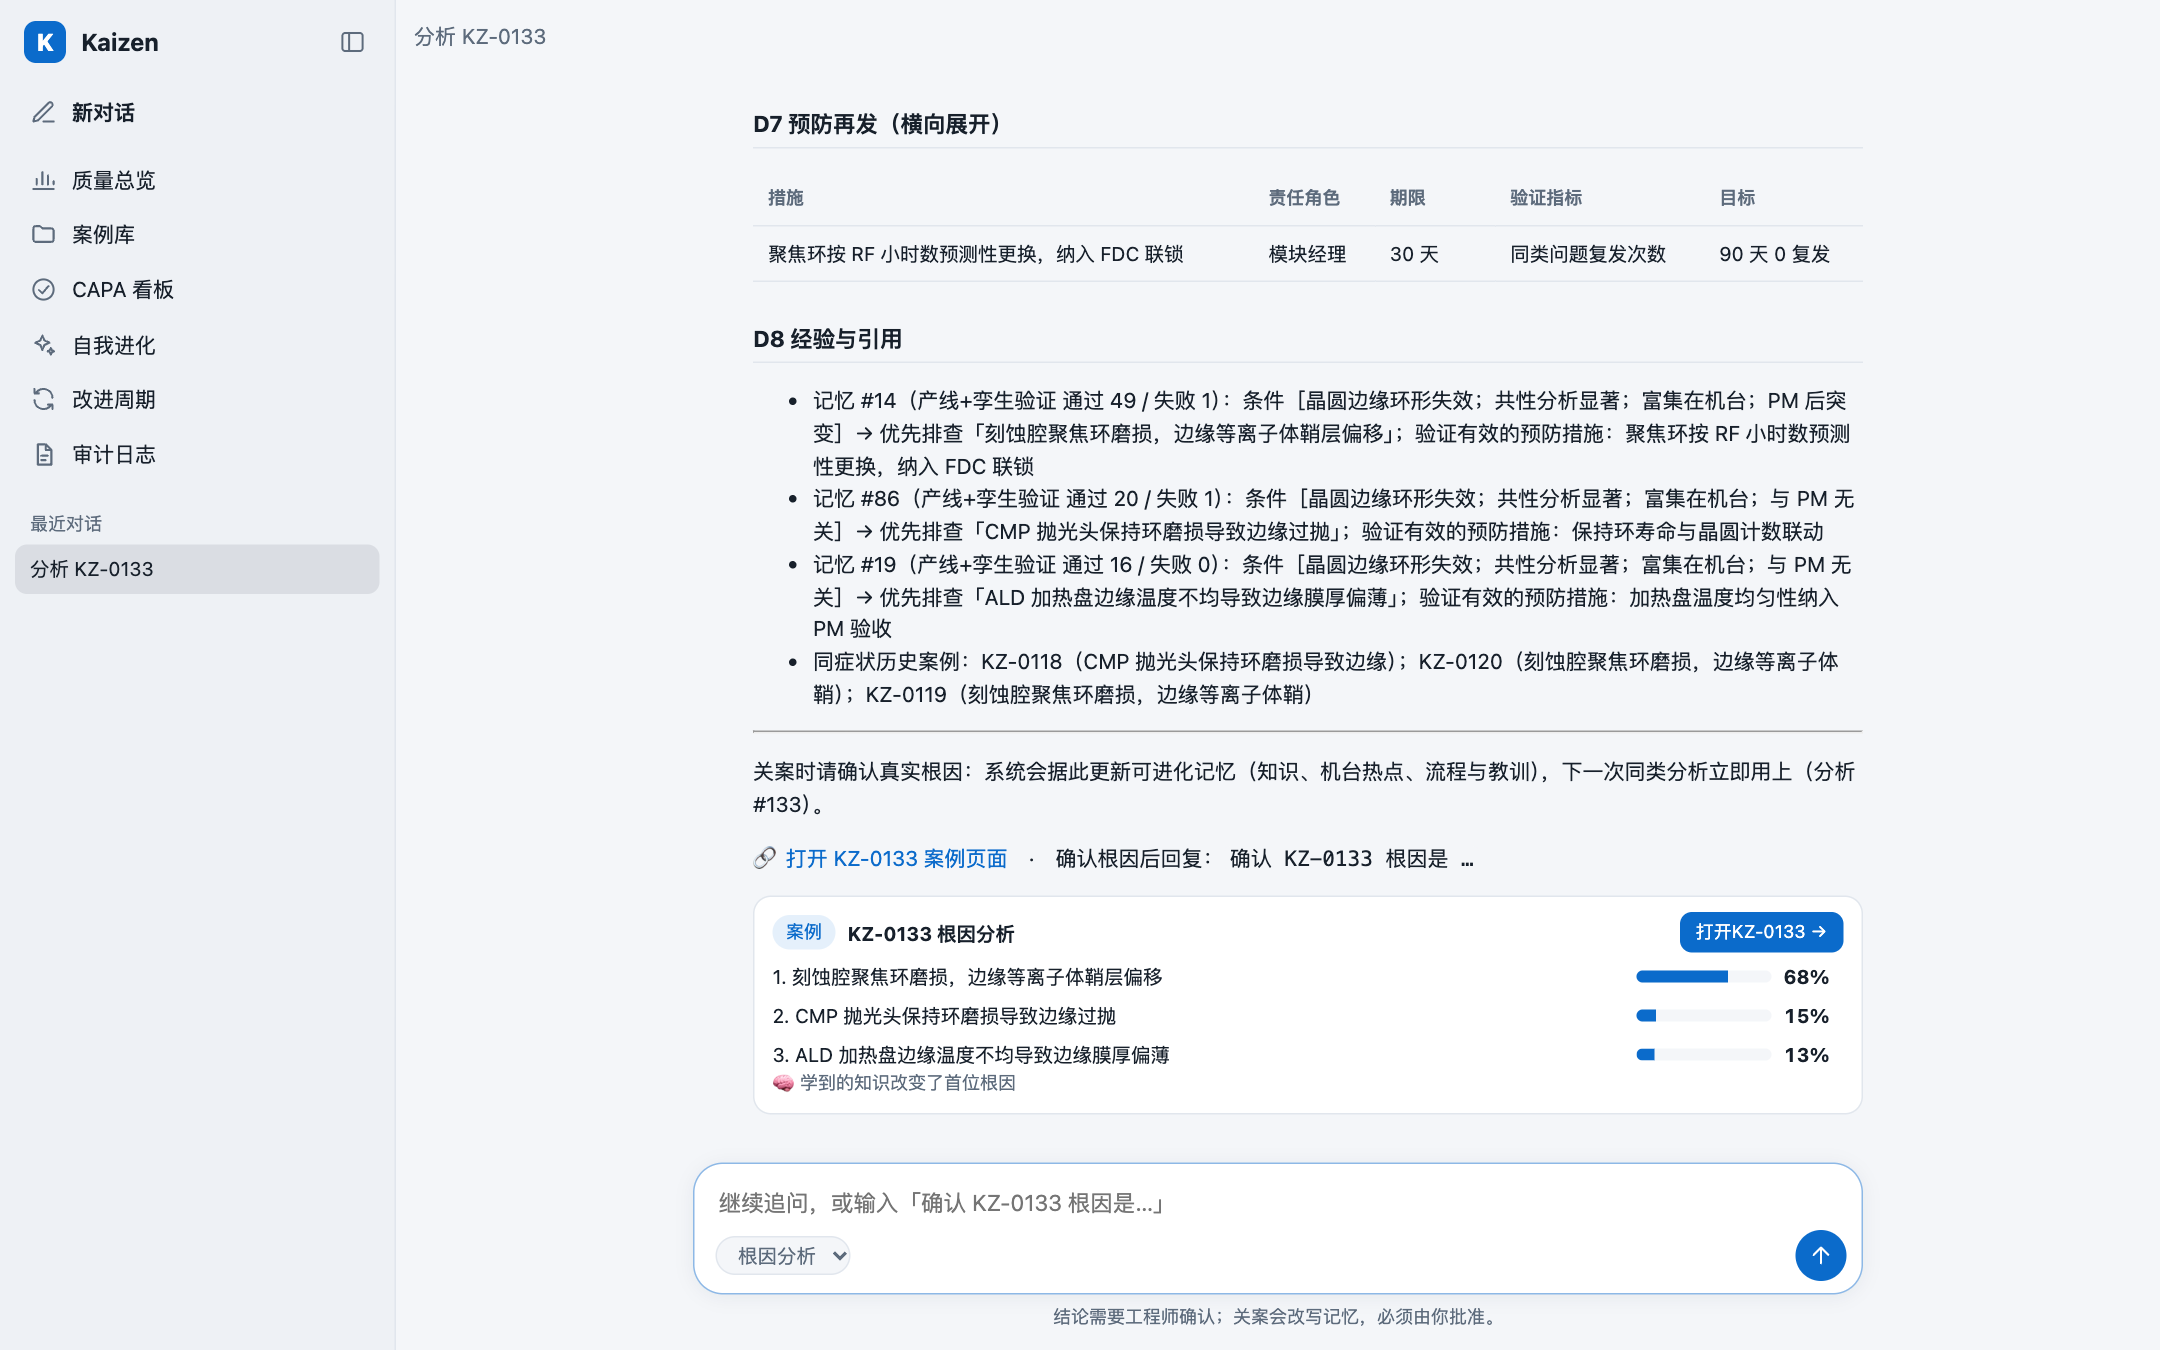 K Kaizen
新对话
质量总览
案例库
CAPA 看板
自我进化
改进周期
审计日志
最近对话
分析 KZ-0133
分析 KZ-0133
D7 预防再发（横向展开）
措施 责任角色 期限 验证指标 目标
聚焦环按 RF 小时数预测性更换，纳入 FDC 联锁 模块经理 30 天 同类问题复发次数 90 天 0 复发
D8 经验与引用
• 记忆 #14（产线+孪生验证 通过 49 / 失败 1）：条件［晶圆边缘环形失效；共性分析显著；富集在机台；PM 后突
变］→ 优先排查「刻蚀腔聚焦环磨损，边缘等离子体鞘层偏移」；验证有效的预防措施：聚焦环按 RF 小时数预测
性更换，纳入 FDC 联锁
• 记忆 #86（产线+孪生验证 通过 20 / 失败 1）：条件［晶圆边缘环形失效；共性分析显著；富集在机台；与 PM 无
关］→ 优先排查「CMP 抛光头保持环磨损导致边缘过抛」；验证有效的预防措施：保持环寿命与晶圆计数联动
• 记忆 #19（产线+孪生验证 通过 16 / 失败 0）：条件［晶圆边缘环形失效；共性分析显著；富集在机台；与 PM 无
关］→ 优先排查「ALD 加热盘边缘温度不均导致边缘膜厚偏薄」；验证有效的预防措施：加热盘温度均匀性纳入
PM 验收
• 同症状历史案例：KZ-0118（CMP 抛光头保持环磨损导致边缘）；KZ-0120（刻蚀腔聚焦环磨损，边缘等离子体
鞘）；KZ-0119（刻蚀腔聚焦环磨损，边缘等离子体鞘）
关案时请确认真实根因：系统会据此更新可进化记忆（知识、机台热点、流程与教训），下一次同类分析立即用上（分析
#133）。
打开 KZ-0133 案例页面 · 确认根因后回复： 确认 KZ-0133 根因是 …
案例 KZ-0133 根因分析 打开KZ-0133 →
1. 刻蚀腔聚焦环磨损，边缘等离子体鞘层偏移 68%
2. CMP 抛光头保持环磨损导致边缘过抛 15%
3. ALD 加热盘边缘温度不均导致边缘膜厚偏薄 13%
学到的知识改变了首位根因
继续追问，或输入「确认 KZ-0133 根因是…」
根因分析
结论需要工程师确认；关案会改写记忆，必须由你批准。